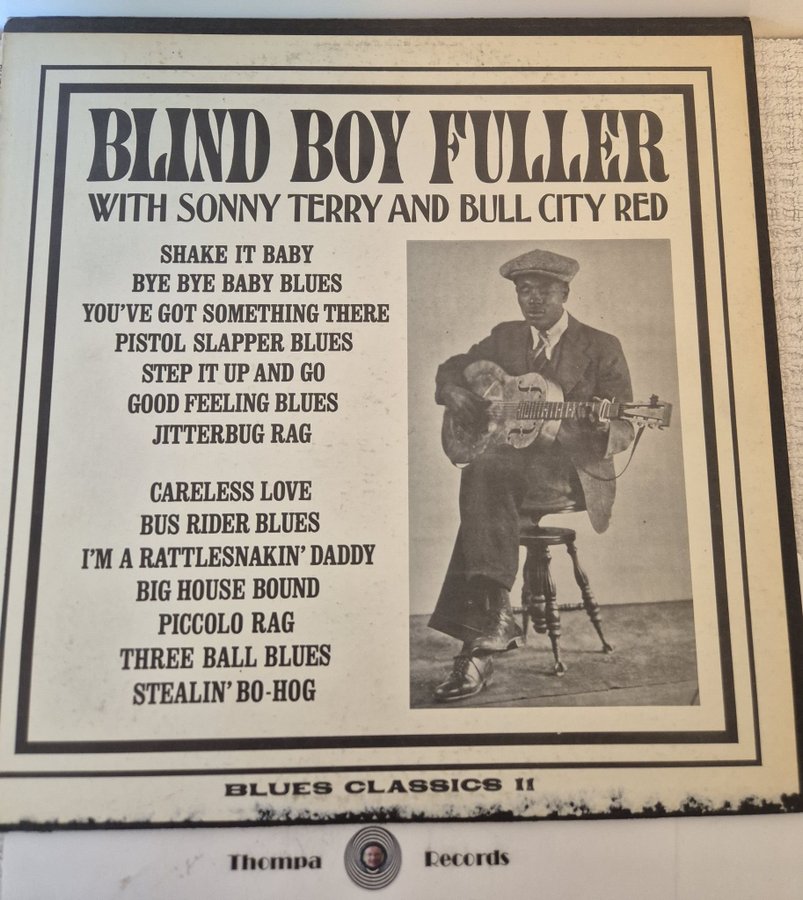 BLIND BOY FULLER
WITH SONNY TERRY AND BULL CITY RED
SHAKE IT BABY
BYE BYE BABY BLUES
YOU'VE GOT SOMETHING THERE
PISTOL SLAPPER BLUES
STEP IT UP AND GO
GOOD FEELING BLUES
JITTERBUG RAG
CARELESS LOVE
BUS RIDER BLUES
I'M A RATTLESNAKIN' DADDY
BIG HOUSE BOUND
PICCOLO RAG
THREE BALL BLUES
STEALIN' BO-HOG
BLUES CLASSICS 11
Thompa Records